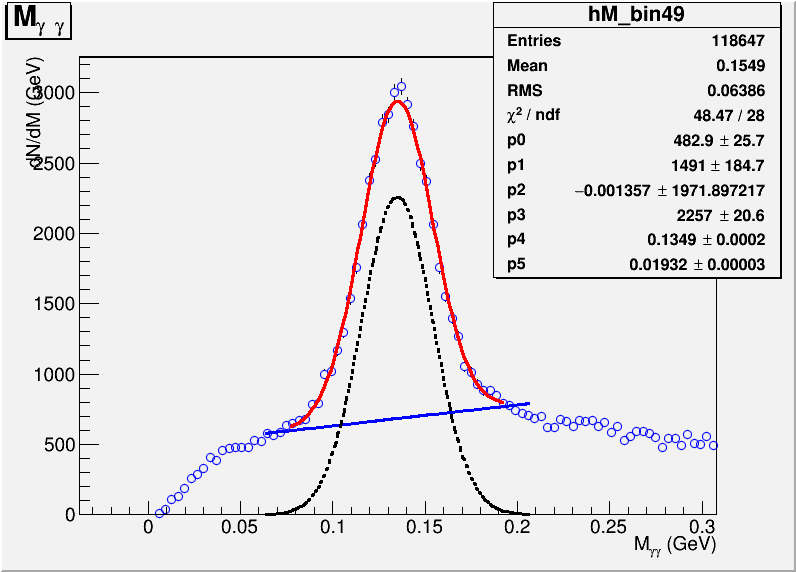 Mγ γ
hM_bin49
Entries 118647
Mean 0.1549
RMS 0.06386
χ² / ndf 48.47 / 28
p0 482.9 ± 25.7
p1 1491 ± 184.7
p2 −0.001357 ± 1971.897217
p3 2257 ± 20.6
p4 0.1349 ± 0.0002
p5 0.01932 ± 0.00003
dN/dM (GeV)
3000
2500
2000
1500
1000
500
0
0 0.05 0.1 0.15 0.2 0.25 0.3
Mγγ (GeV)